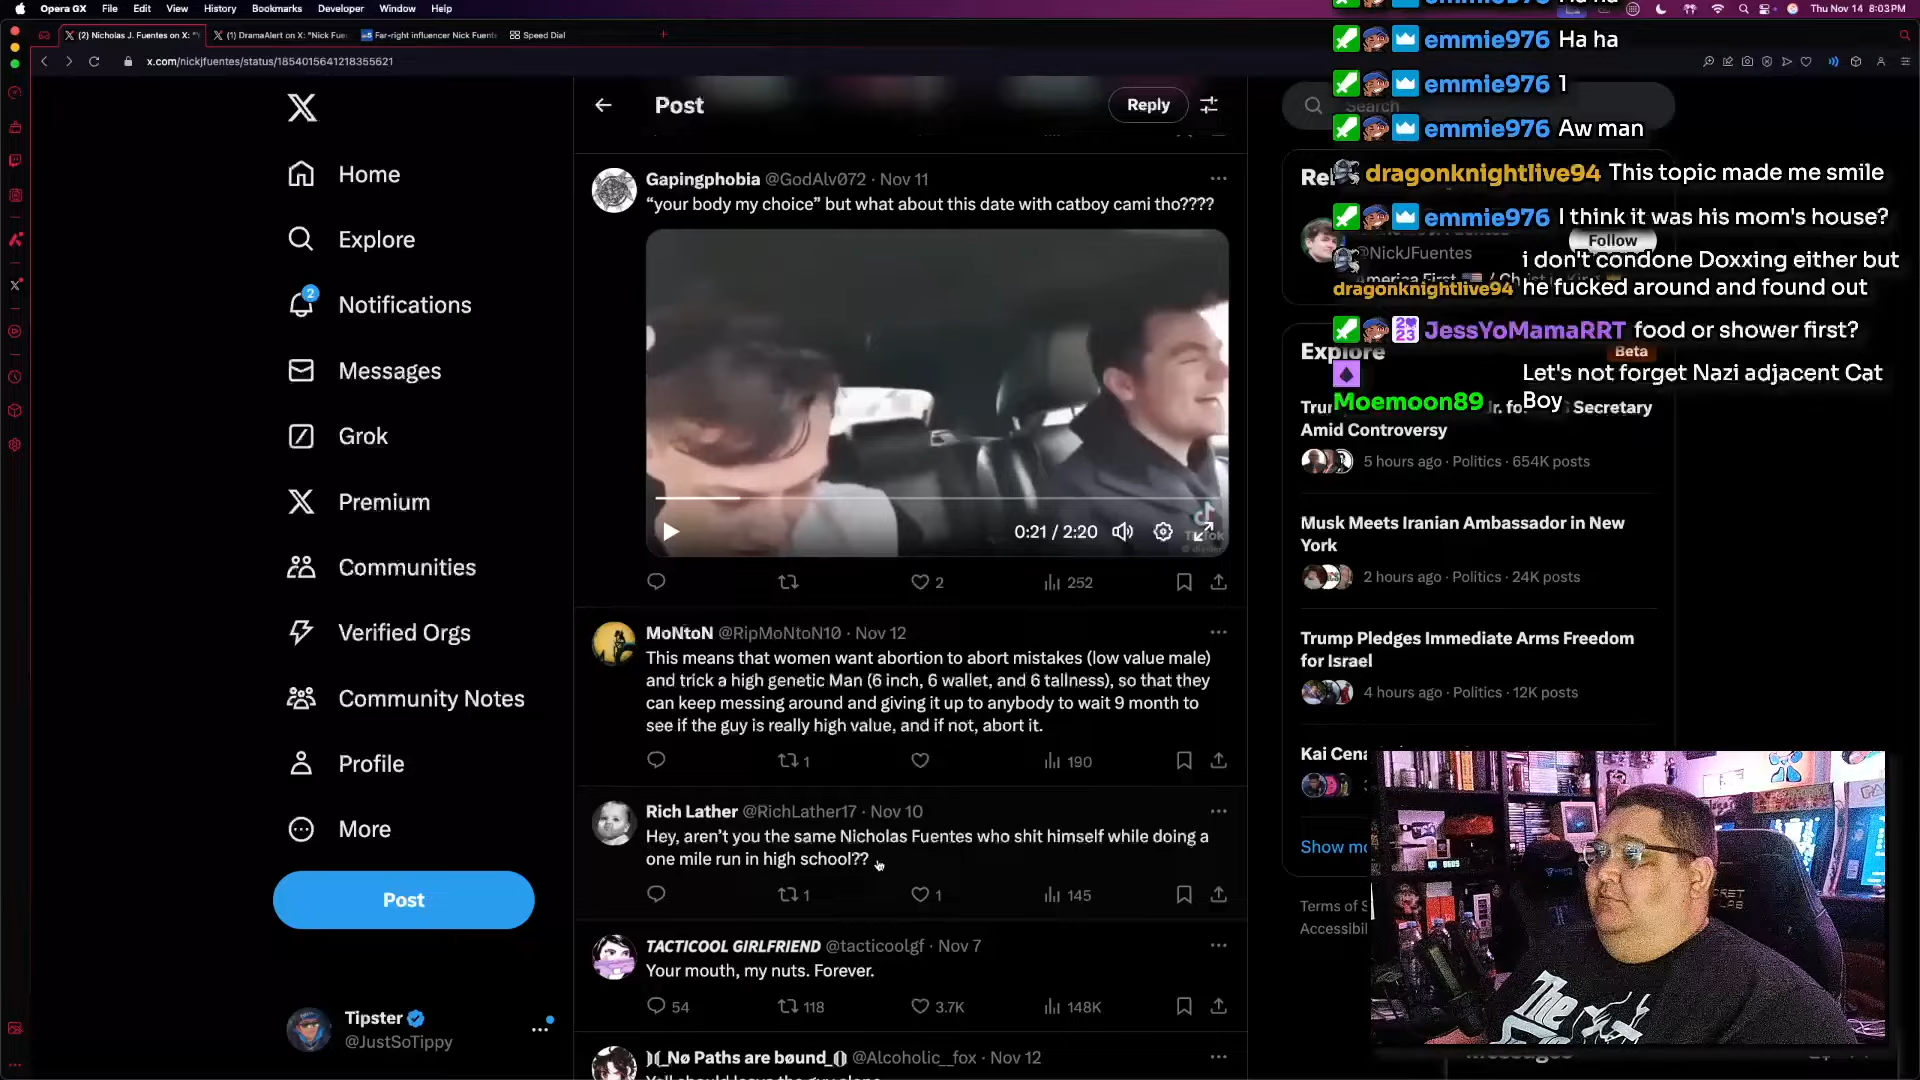 Opera GX File Edit View History Bookmarks Developer Window Help
Thu Nov 14 8:03PM
(2) Nicholas J. Fuentes on X: "Y
(1) DramaAlert on X: "Nick Fue
Far-right influencer Nick Fuent
Speed Dial
x.com/nickjfuentes/status/1854015641218355621
Home
Explore
2
Notifications
Messages
Grok
Premium
Communities
Verified Orgs
Community Notes
Profile
More
Post
Tipster
@JustSoTippy
Post
Reply
Gapingphobia @GodAlv072 · Nov 11
“your body my choice” but what about this date with catboy cami tho????
0:21 / 2:20
TikTok
2
252
MoNtoN @RipMoNtoN10 · Nov 12
This means that women want abortion to abort mistakes (low value male)
and trick a high genetic Man (6 inch, 6 wallet, and 6 tallness), so that they
can keep messing around and giving it up to anybody to wait 9 month to
see if the guy is really high value, and if not, abort it.
1
190
Rich Lather @RichLather17 · Nov 10
Hey, aren’t you the same Nicholas Fuentes who shit himself while doing a
one mile run in high school??
1
1
145
TACTICOOL GIRLFRIEND @tacticoolgf · Nov 7
Your mouth, my nuts. Forever.
54
118
3.7K
148K
)(_Nø Paths are bøund_() @Alcoholic_fox · Nov 12
emmie976 Ha ha
emmie976 1
Search
emmie976 Aw man
dragonknightlive94 This topic made me smile
emmie976 I think it was his mom's house?
Follow
@NickJFuentes
i don't condone Doxxing either but
dragonknightlive94 he fucked around and found out
JessYoMamaRRT food or shower first?
Explore
Beta
Let's not forget Nazi adjacent Cat
Moemoon89 Boy
Secretary
Amid Controversy
5 hours ago · Politics · 654K posts
Musk Meets Iranian Ambassador in New
York
2 hours ago · Politics · 24K posts
Trump Pledges Immediate Arms Freedom
for Israel
4 hours ago · Politics · 12K posts
Kai Cena
Show mo
Terms of S
Accessibil
The